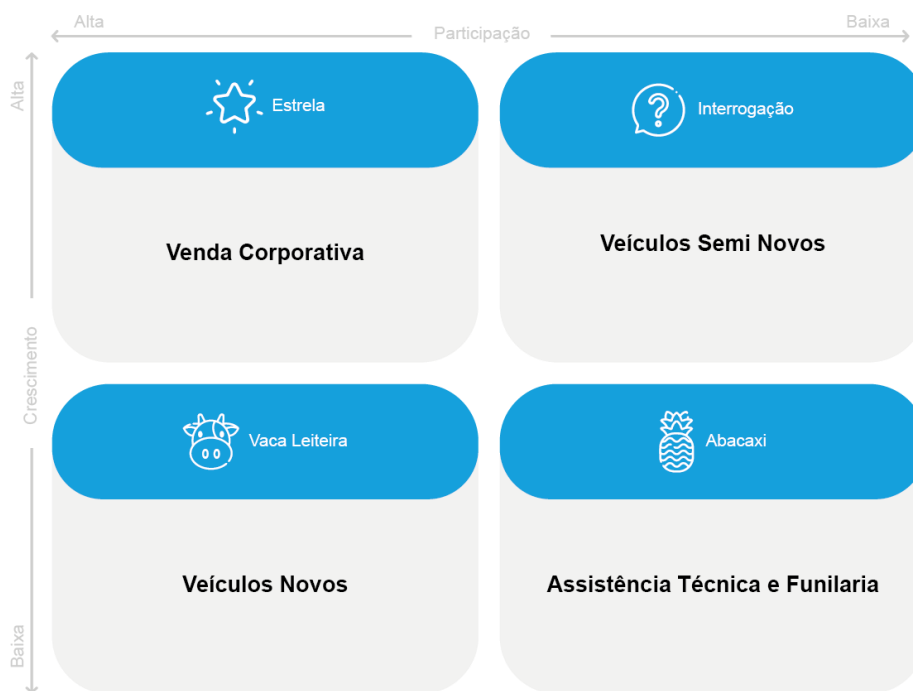 Alta
Participação
Baixa
Alta
Crescimento
Baixa
Estrela
Interrogação
Venda Corporativa
Veículos Semi Novos
Vaca Leiteira
Abacaxi
Veículos Novos
Assistência Técnica e Funilaria